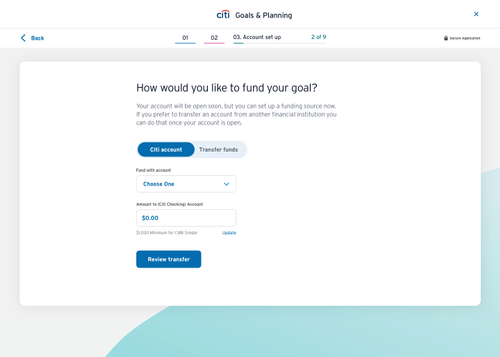 citi Goals & Planning
Back
01
02
03. Account set up
2 of 9
Secure Application
How would you like to fund your goal?
Your account will be open soon, but you can set up a funding source now.
If you prefer to transfer an account from another financial institution you
can do that once your account is open.
Citi account
Transfer funds
Fund with account
Choose One
Amount to (Citi Checking) Account
$0.00
$1,000 Minimum for CWB Simple
Update
Review transfer